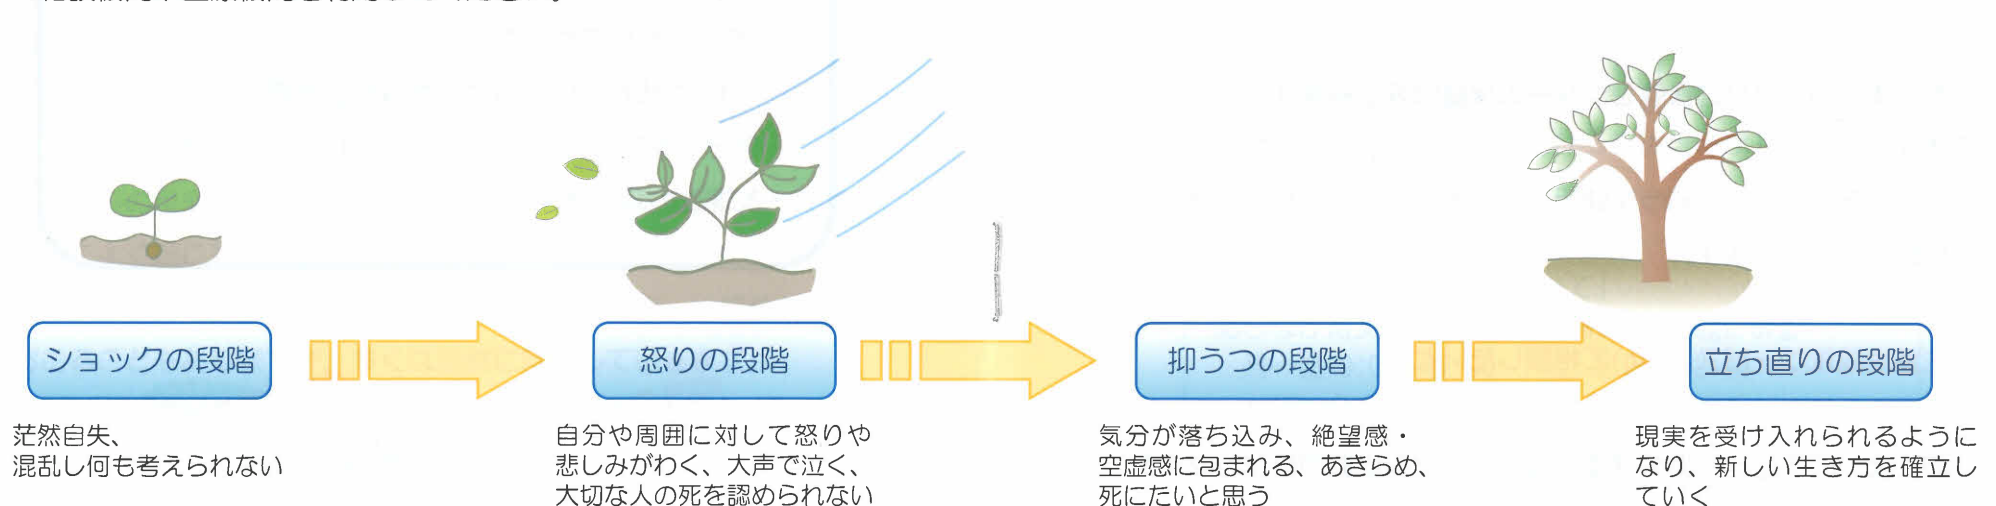 ショックの段階
怒りの段階
抑うつの段階
立ち直りの段階
茫然自失、
混乱し何も考えられない
自分や周囲に対して怒りや
悲しみがわく、大声で泣く、
大切な人の死を認められない
気分が落ち込み、絶望感・
空虚感に包まれる、あきらめ、
死にたいと思う
現実を受け入れられるように
なり、新しい生き方を確立し
ていく